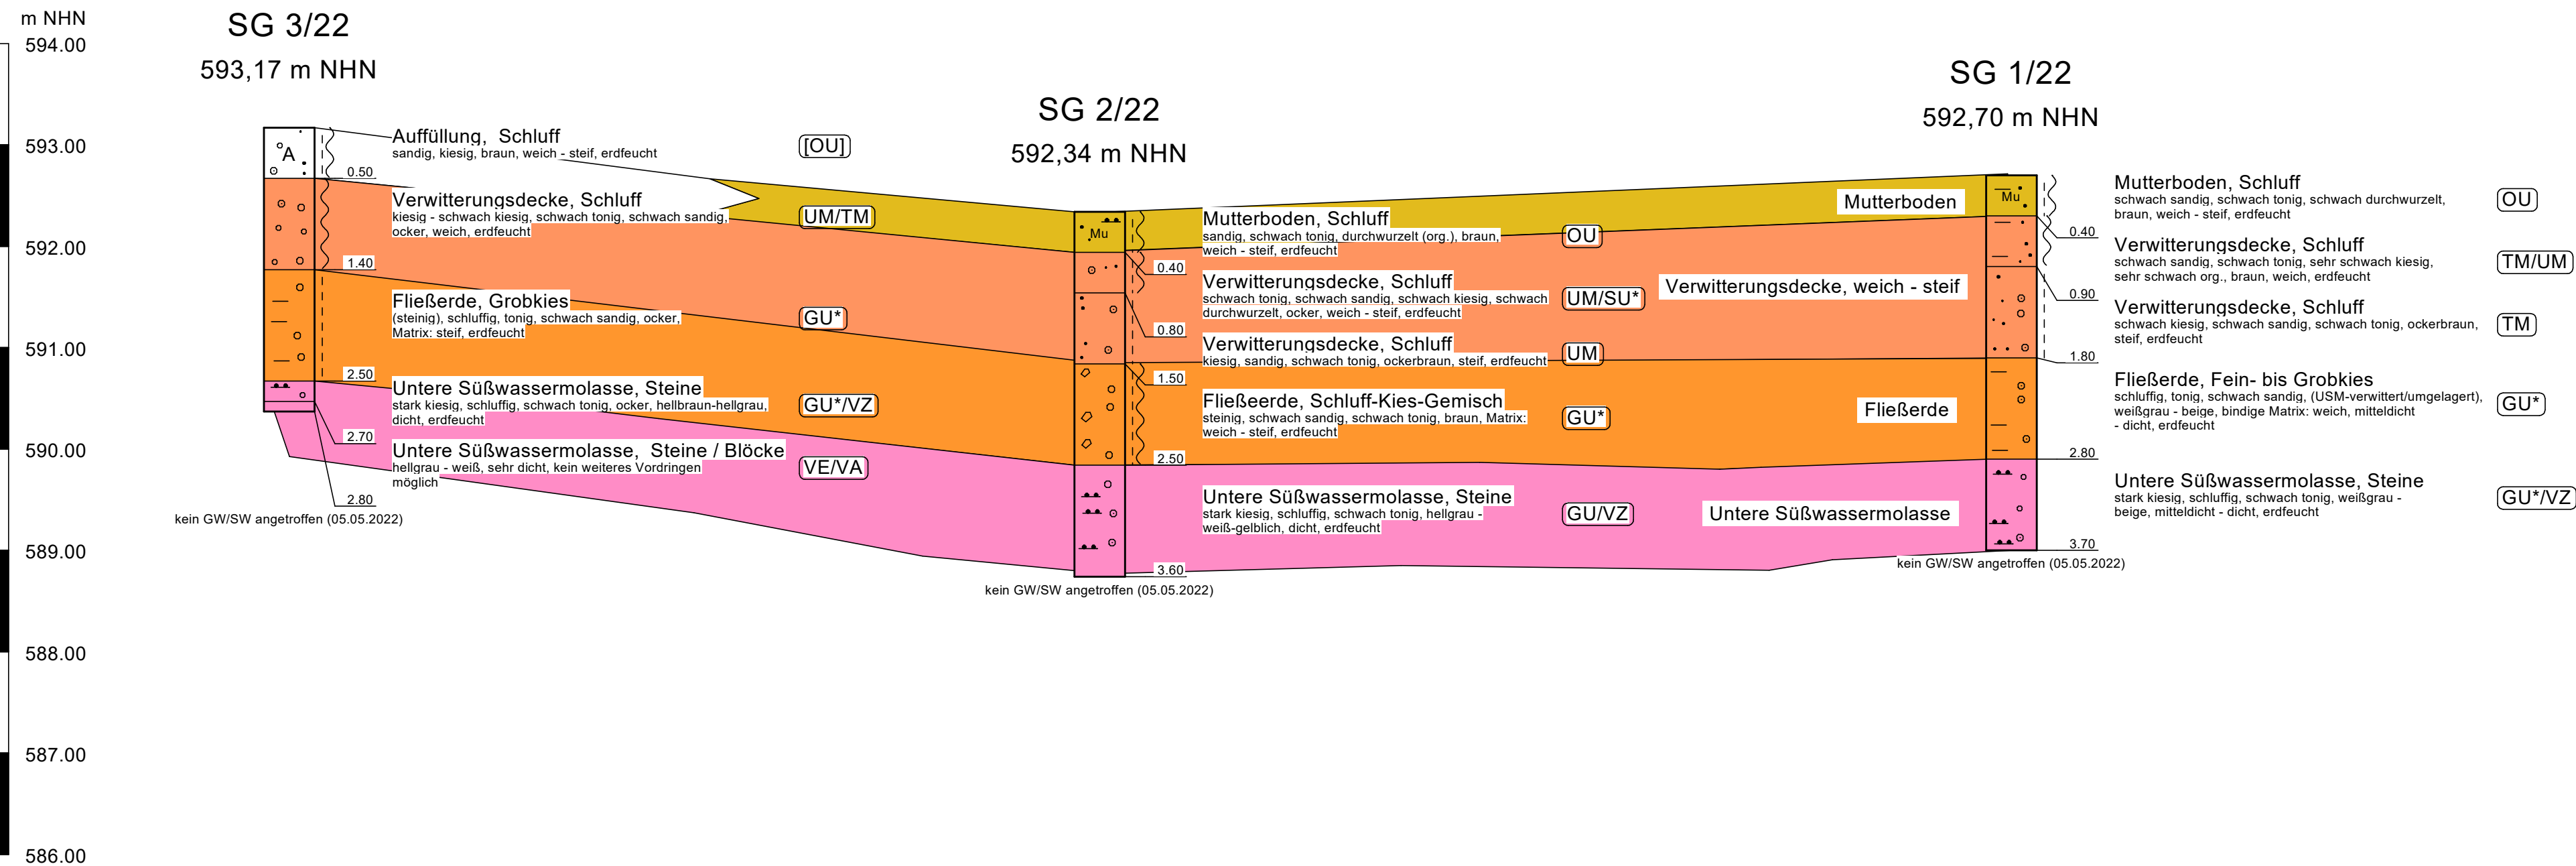 m NHN
594.00
593.00
592.00
591.00
590.00
589.00
588.00
587.00
586.00
SG 3/22
593,17 m NHN
A
0.50
1.40
2.50
2.70
2.80
kein GW/SW angetroffen (05.05.2022)
Auffüllung, Schluff
sandig, kiesig, braun, weich - steif, erdfeucht
[OU]
Verwitterungsdecke, Schluff
kiesig - schwach kiesig, schwach tonig, schwach sandig,
ocker, weich, erdfeucht
UM/TM
Fließerde, Grobkies
(steinig), schluffig, tonig, schwach sandig, ocker,
Matrix: steif, erdfeucht
GU*
Untere Süßwassermolasse, Steine
stark kiesig, schluffig, schwach tonig, ocker, hellbraun-hellgrau,
dicht, erdfeucht
GU*/VZ
Untere Süßwassermolasse, Steine / Blöcke
hellgrau - weiß, sehr dicht, kein weiteres Vordringen
möglich
VE/VA
SG 2/22
592,34 m NHN
Mu
0.40
0.80
1.50
2.50
3.60
kein GW/SW angetroffen (05.05.2022)
Mutterboden, Schluff
sandig, schwach tonig, durchwurzelt (org.), braun,
weich - steif, erdfeucht
OU
Verwitterungsdecke, Schluff
schwach tonig, schwach sandig, schwach kiesig, schwach
durchwurzelt, ocker, weich - steif, erdfeucht
UM/SU*
Verwitterungsdecke, Schluff
kiesig, sandig, schwach tonig, ockerbraun, steif, erdfeucht
UM
Fließeerde, Schluff-Kies-Gemisch
steinig, schwach sandig, schwach tonig, braun, Matrix:
weich - steif, erdfeucht
GU*
Untere Süßwassermolasse, Steine
stark kiesig, schluffig, schwach tonig, hellgrau -
weiß-gelblich, dicht, erdfeucht
GU/VZ
Mutterboden
Verwitterungsdecke, weich - steif
Fließerde
Untere Süßwassermolasse
SG 1/22
592,70 m NHN
Mu
0.40
0.90
1.80
2.80
3.70
kein GW/SW angetroffen (05.05.2022)
Mutterboden, Schluff
schwach sandig, schwach tonig, schwach durchwurzelt,
braun, weich - steif, erdfeucht
OU
Verwitterungsdecke, Schluff
schwach sandig, schwach tonig, sehr schwach kiesig,
sehr schwach org., braun, weich, erdfeucht
TM/UM
Verwitterungsdecke, Schluff
schwach kiesig, schwach sandig, schwach tonig, ockerbraun,
steif, erdfeucht
TM
Fließerde, Fein- bis Grobkies
schluffig, tonig, schwach sandig, (USM-verwittert/umgelagert),
weißgrau - beige, bindige Matrix: weich, mitteldicht
- dicht, erdfeucht
GU*
Untere Süßwassermolasse, Steine
stark kiesig, schluffig, schwach tonig, weißgrau -
beige, mitteldicht - dicht, erdfeucht
GU*/VZ